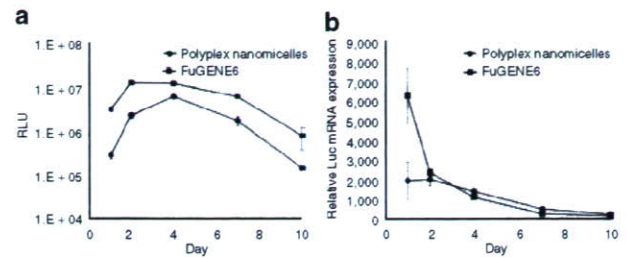 a
1.E + 08
1.E + 07
1.E + 06
1.E + 05
1.E + 04
RLU
Polyplex nanomicelles
FuGENE6
0 2 4 6 8 10
Day
b
9,000
8,000
7,000
6,000
5,000
4,000
3,000
2,000
1,000
0
Relative Luc mRNA expression
Polyplex nanomicelles
FuGENE6
0 2 4 6 8 10
Day